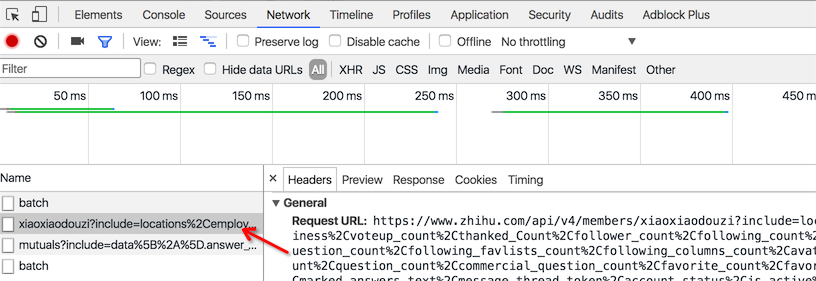 Elements Console Sources Network Timeline Profiles Application Security Audits Adblock Plus
View: Preserve log Disable cache Offline No throttling
Filter Regex Hide data URLs All XHR JS CSS Img Media Font Doc WS Manifest Other
50 ms 100 ms 150 ms 200 ms 250 ms 300 ms 350 ms 400 ms 450 m
Name × Headers Preview Response Cookies Timing
batch
▼ General
xiaoxiaodouzi?include=locations%2Cemploy…
Request URL: https://www.zhihu.com/api/v4/members/xiaoxiaodouzi?include=loc
iness%2Cvoteup_count%2Cthanked_Count%2Cfollower_count%2Cfollowing_count%2C
mutuals?include=data%5B%2A%5D.answer_…
uestion_count%2Cfollowing_favlists_count%2Cfollowing_columns_count%2Cavat
batch
unt%2Cquestion_count%2Ccommercial_question_count%2Cfavorite_count%2Cfavor